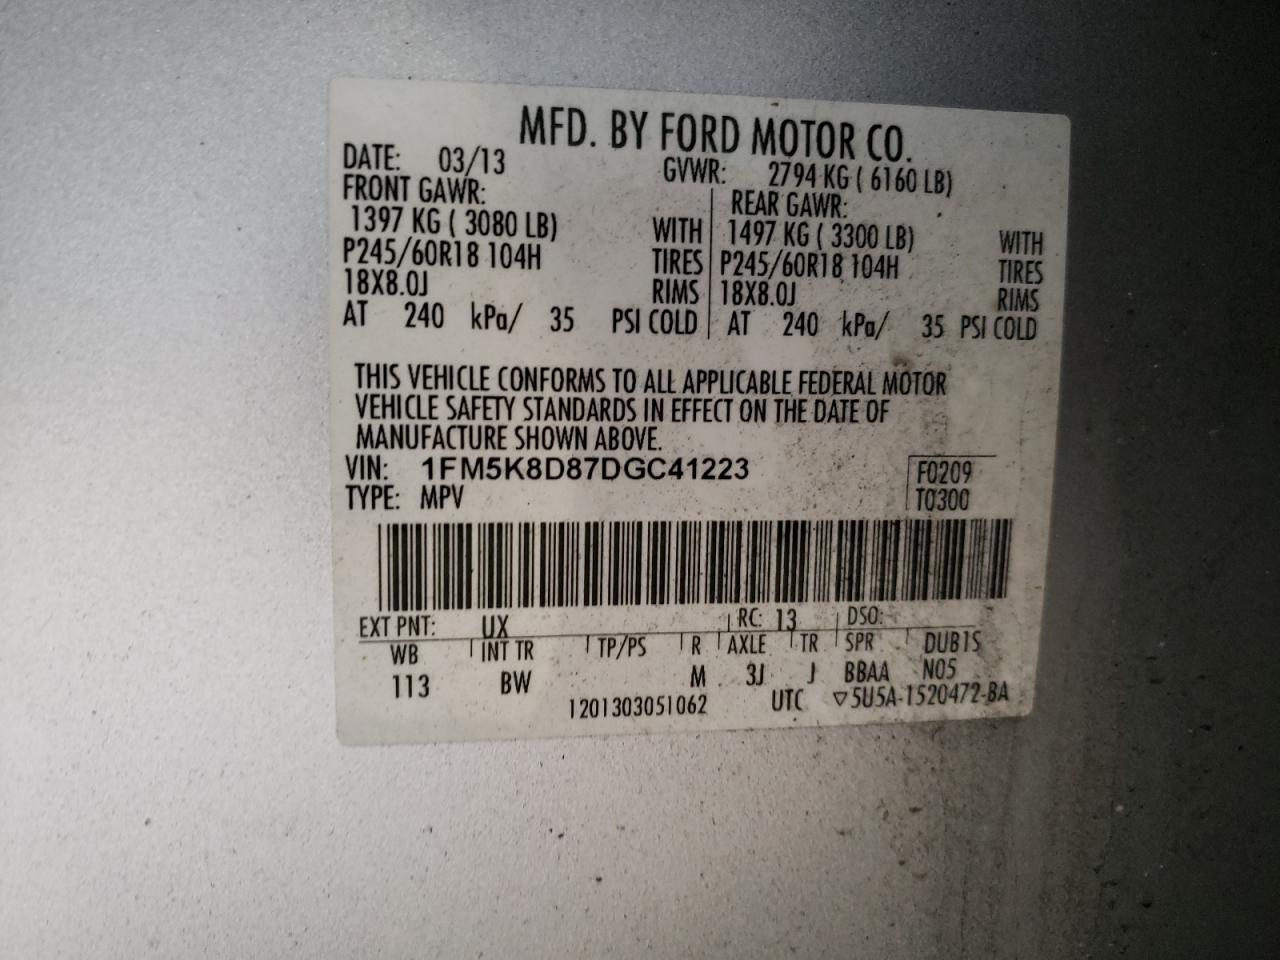 MFD. BY FORD MOTOR CO.
DATE: 03/13 GVWR: 2794 KG ( 6160 LB)
FRONT GAWR: REAR GAWR:
1397 KG ( 3080 LB) WITH 1497 KG ( 3300 LB) WITH
P245/60R18 104H TIRES P245/60R18 104H TIRES
18X8.0J RIMS 18X8.0J RIMS
AT 240 kPa/ 35 PSI COLD AT 240 kPa/ 35 PSI COLD
THIS VEHICLE CONFORMS TO ALL APPLICABLE FEDERAL MOTOR
VEHICLE SAFETY STANDARDS IN EFFECT ON THE DATE OF
MANUFACTURE SHOWN ABOVE.
VIN: 1FM5K8D87DGC41223 F0209
TYPE: MPV T0300
EXT PNT: UX RC: 13 DSO:
WB INT TR TP/PS R AXLE TR SPR DUB1S
113 BW M 3J J BBAA N05
1201303051062 UTC ▽5U5A-1520472-BA